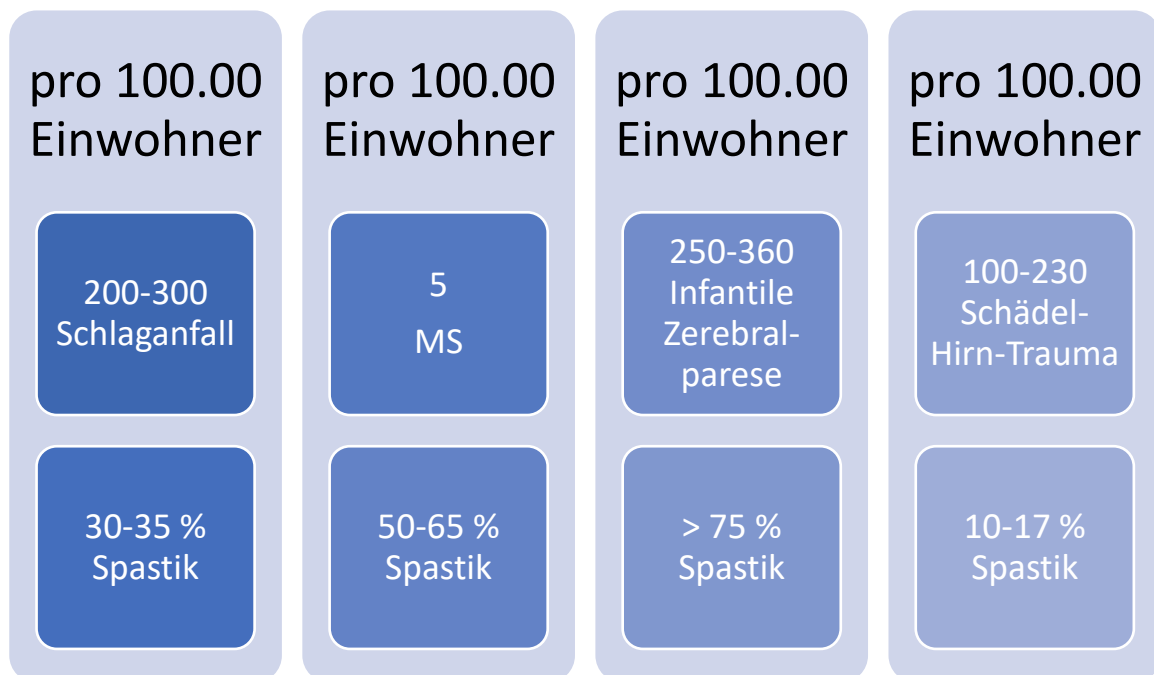 pro 100.00
Einwohner
200-300
Schlaganfall
30-35 %
Spastik
pro 100.00
Einwohner
5
MS
50-65 %
Spastik
pro 100.00
Einwohner
250-360
Infantile
Zerebral-
parese
> 75 %
Spastik
pro 100.00
Einwohner
100-230
Schädel-
Hirn-Trauma
10-17 %
Spastik